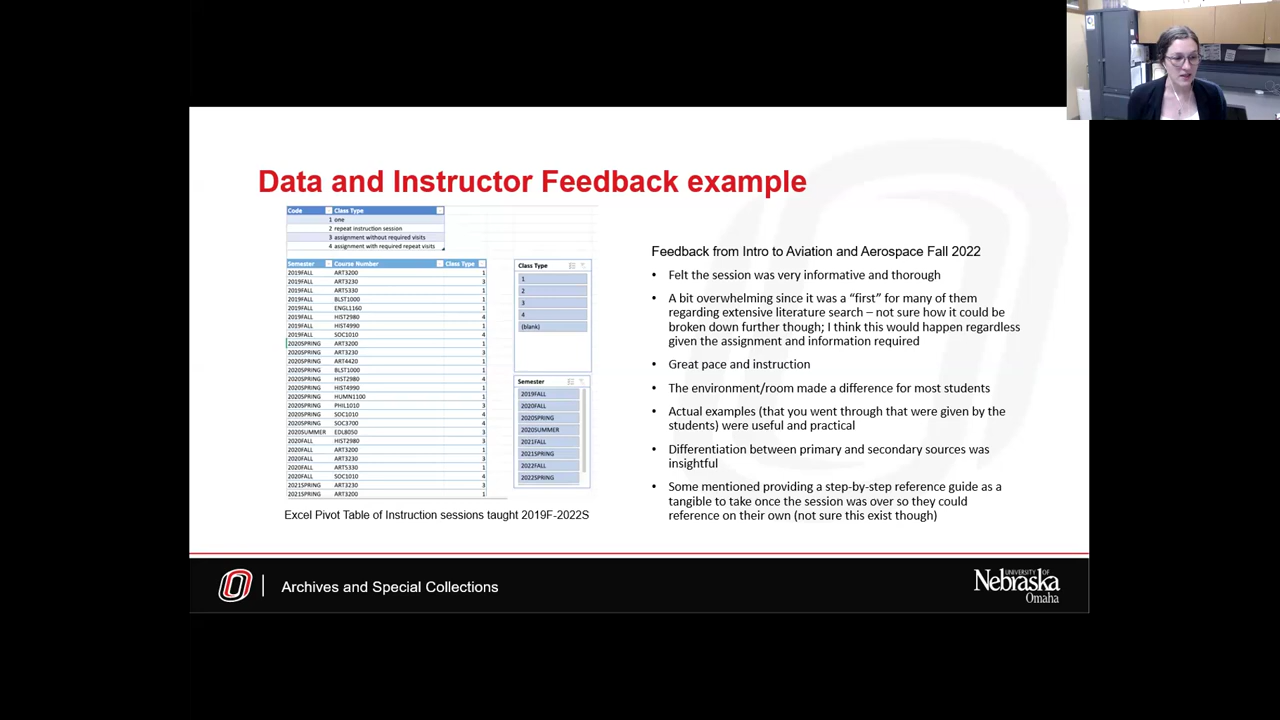 Data and Instructor Feedback example
Code Class Type
1 one
2 repeat instruction session
3 assignment without required visits
4 assignment with required repeat visits
Semester Course Number Class Type
2019FALL ART3200 1
2019FALL ART3230 3
2019FALL ART5330 1
2019FALL BLST1000 1
2019FALL ENGL1160 1
2019FALL HIST2980 4
2019FALL HIST4990 1
2019FALL SOC1010 4
2020SPRING ART3200 1
2020SPRING ART3230 3
2020SPRING ART4420 1
2020SPRING BLST1000 1
2020SPRING HIST2980 4
2020SPRING HIST4990 1
2020SPRING HUMN1100 1
2020SPRING PHIL1010 3
2020SPRING SOC1010 4
2020SPRING SOC3700 4
2020SUMMER EDL8050 3
2020FALL HIST2980 3
2020FALL ART3200 1
2020FALL ART3230 3
2020FALL ART5330 1
2020FALL SOC1010 4
2021SPRING ART3230 3
2021SPRING ART3200 1
Class Type
1
2
3
4
(blank)
Semester
2019FALL
2020FALL
2020SPRING
2020SUMMER
2021FALL
2021SPRING
2022FALL
2022SPRING
Excel Pivot Table of Instruction sessions taught 2019F-2022S
Feedback from Intro to Aviation and Aerospace Fall 2022
• Felt the session was very informative and thorough
• A bit overwhelming since it was a “first” for many of them
regarding extensive literature search – not sure how it could be
broken down further though; I think this would happen regardless
given the assignment and information required
• Great pace and instruction
• The environment/room made a difference for most students
• Actual examples (that you went through that were given by the
students) were useful and practical
• Differentiation between primary and secondary sources was
insightful
• Some mentioned providing a step-by-step reference guide as a
tangible to take once the session was over so they could
reference on their own (not sure this exist though)
Archives and Special Collections
UNIVERSITY OF
Nebraska
Omaha